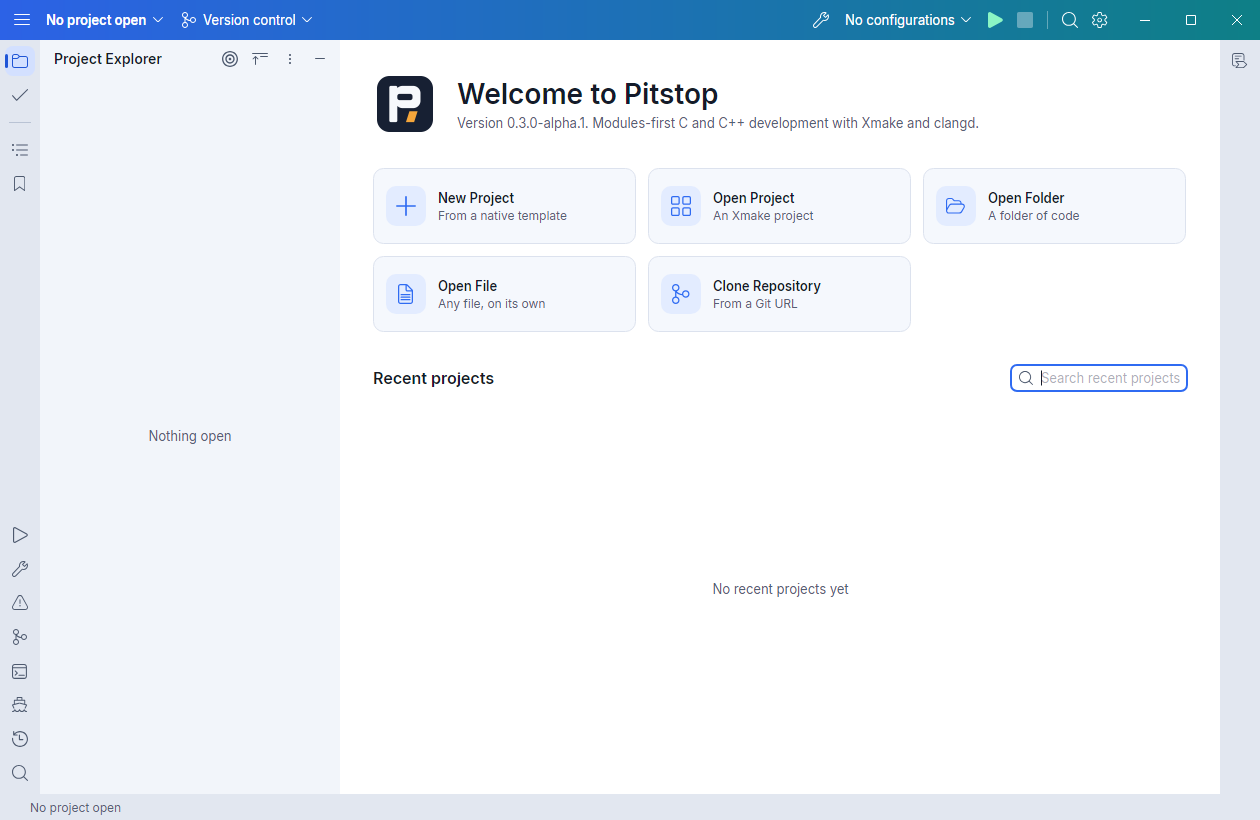 No project open
Version control
No configurations
Project Explorer
Nothing open
Welcome to Pitstop
Version 0.3.0-alpha.1. Modules-first C and C++ development with Xmake and clangd.
New Project
From a native template
Open Project
An Xmake project
Open Folder
A folder of code
Open File
Any file, on its own
Clone Repository
From a Git URL
Recent projects
Search recent projects
No recent projects yet
No project open